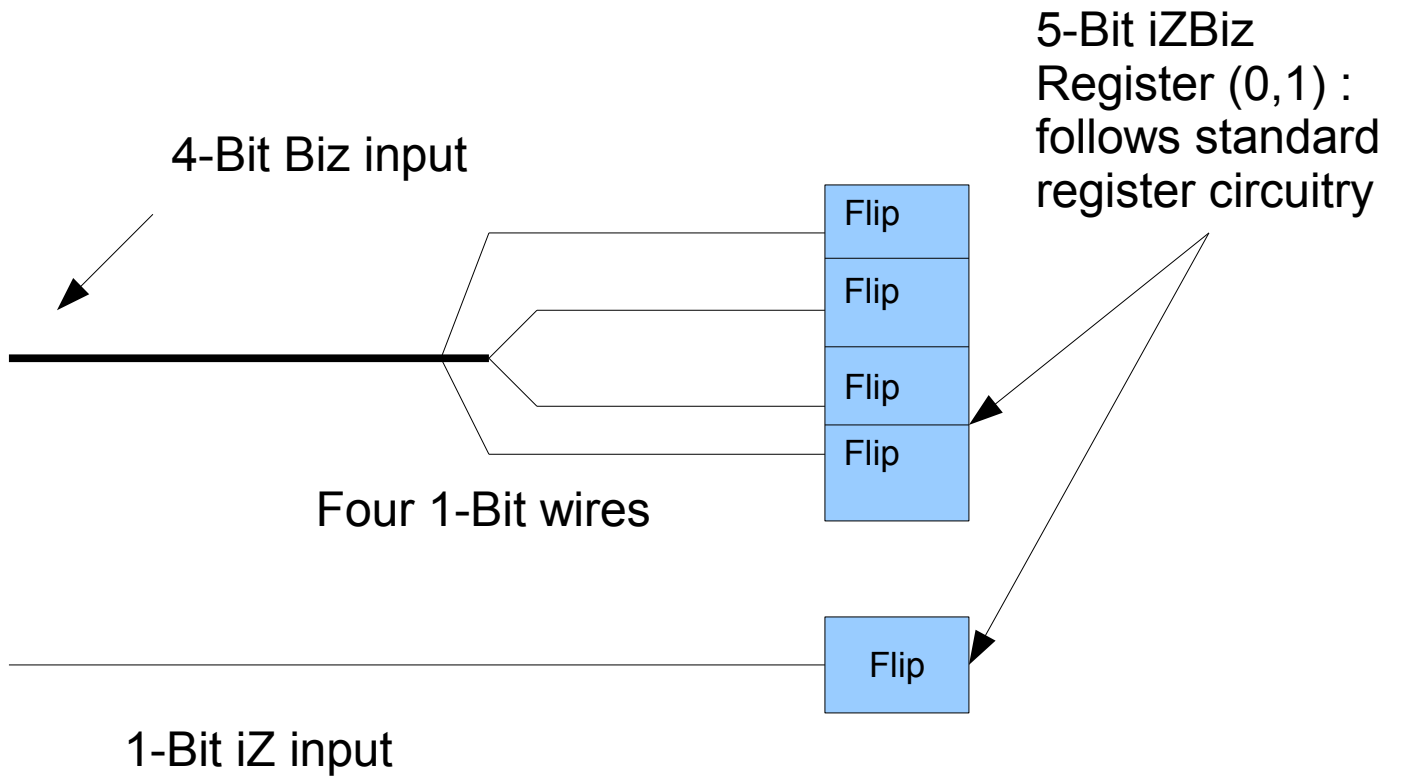 5-Bit iZBiz
Register (0,1) :
follows standard
register circuitry
4-Bit Biz input
Flip
Flip
Flip
Flip
Four 1-Bit wires
Flip
1-Bit iZ input